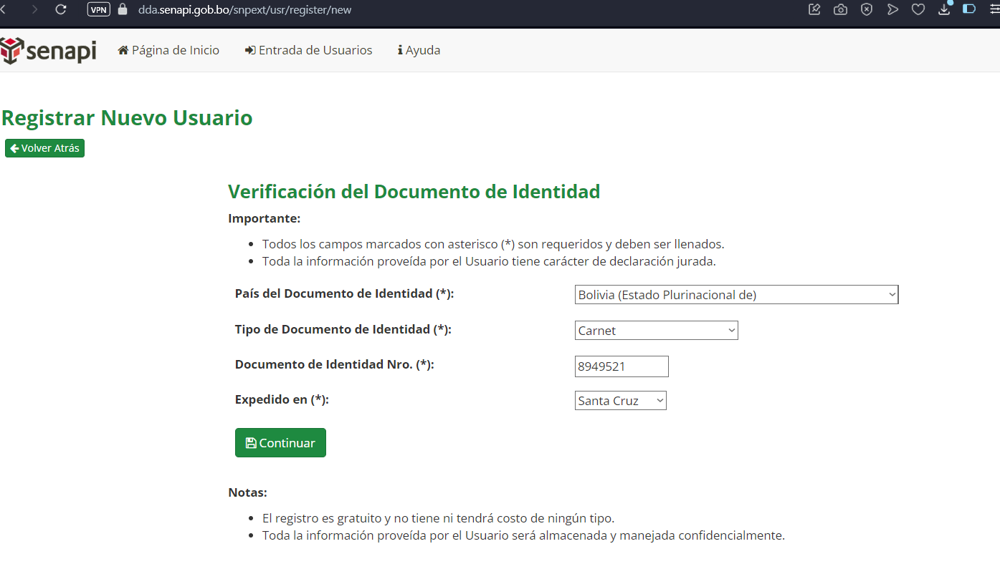 VPN dda.senapi.gob.bo/snpext/usr/register/new
senapi Página de Inicio Entrada de Usuarios Ayuda
Registrar Nuevo Usuario
Volver Atrás
Verificación del Documento de Identidad
Importante:
Todos los campos marcados con asterisco (*) son requeridos y deben ser llenados.
Toda la información proveída por el Usuario tiene carácter de declaración jurada.
País del Documento de Identidad (*): Bolivia (Estado Plurinacional de)
Tipo de Documento de Identidad (*): Carnet
Documento de Identidad Nro. (*): 8949521
Expedido en (*): Santa Cruz
Continuar
Notas:
El registro es gratuito y no tiene ni tendrá costo de ningún tipo.
Toda la información proveída por el Usuario será almacenada y manejada confidencialmente.